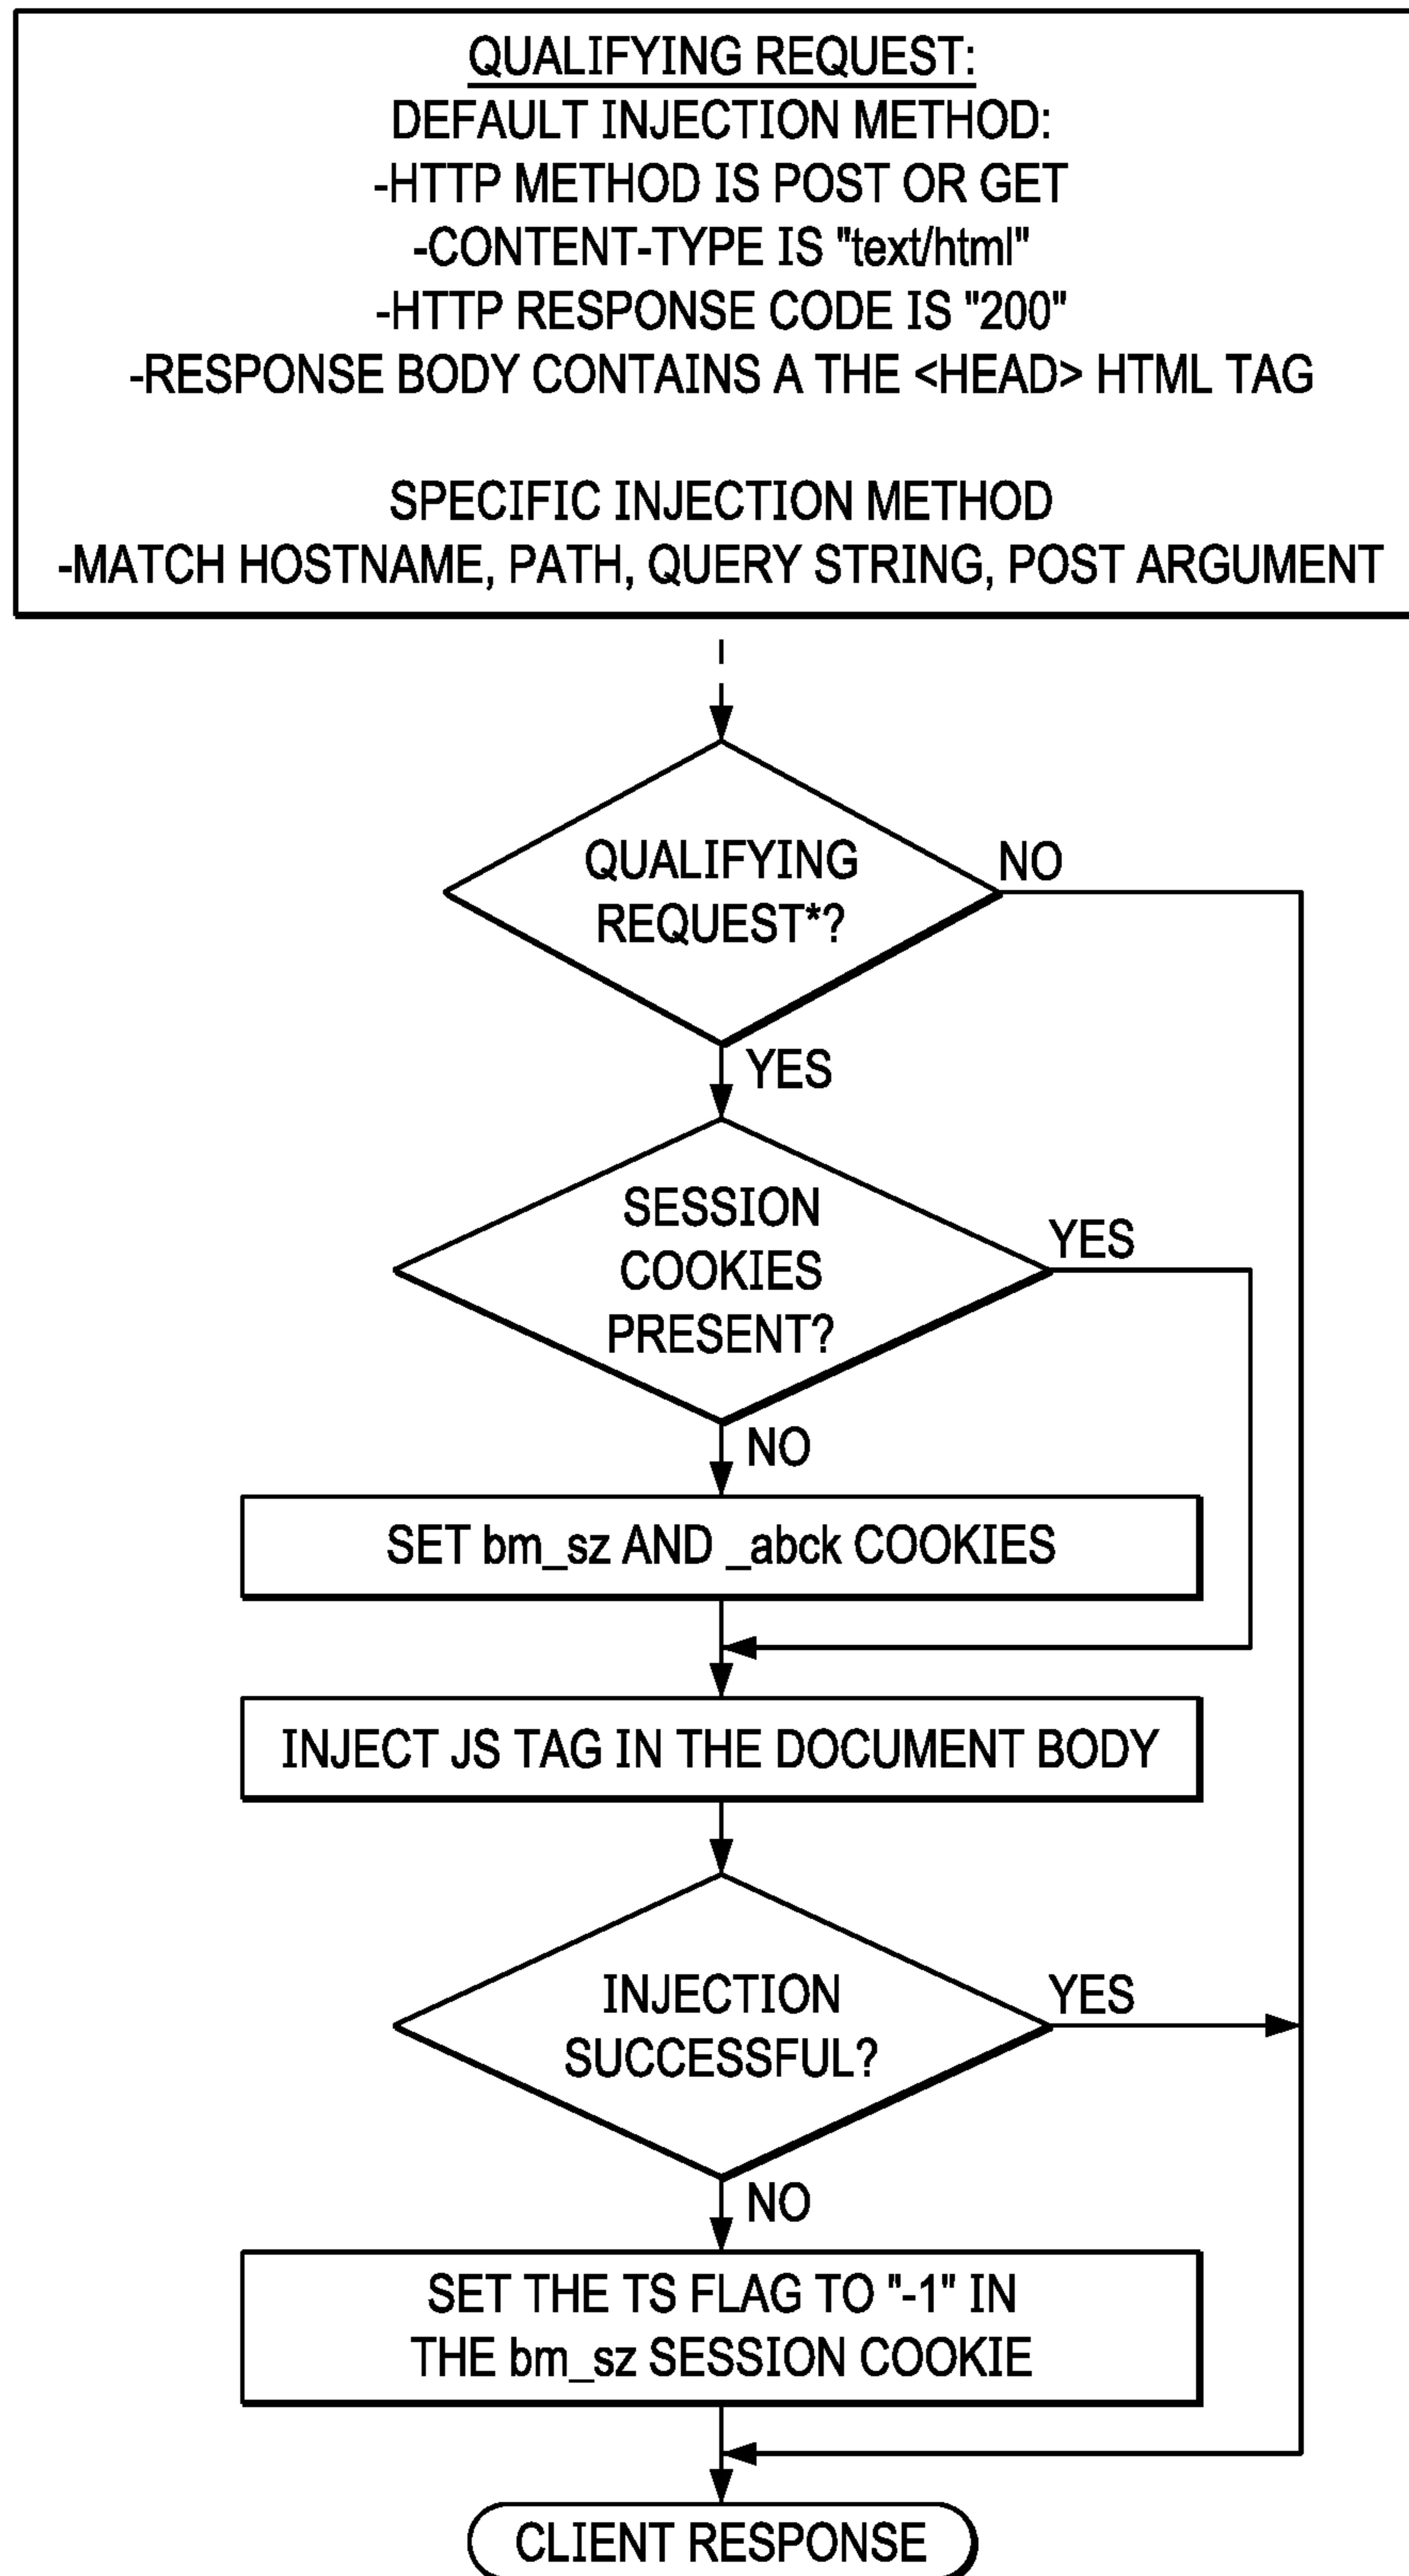 QUALIFYING REQUEST:
DEFAULT INJECTION METHOD:
-HTTP METHOD IS POST OR GET
-CONTENT-TYPE IS "text/html"
-HTTP RESPONSE CODE IS "200"
-RESPONSE BODY CONTAINS A THE <HEAD> HTML TAG
SPECIFIC INJECTION METHOD
-MATCH HOSTNAME, PATH, QUERY STRING, POST ARGUMENT
QUALIFYING
REQUEST*?
NO
YES
SESSION
COOKIES
PRESENT?
YES
NO
SET bm_sz AND _abck COOKIES
INJECT JS TAG IN THE DOCUMENT BODY
INJECTION
SUCCESSFUL?
YES
NO
SET THE TS FLAG TO "-1" IN
THE bm_sz SESSION COOKIE
CLIENT RESPONSE